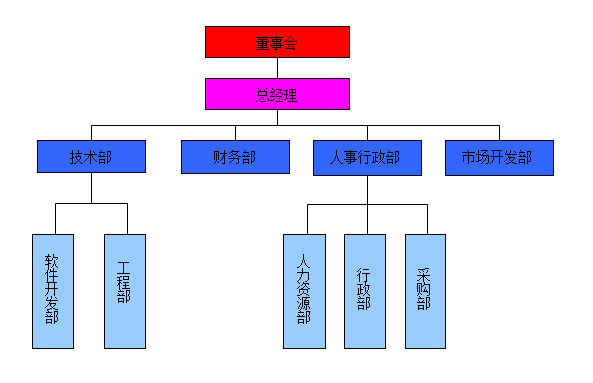 董事会
总经理
技术部
财务部
人事行政部
市场开发部
软件开发部
工程部
人力资源部
行政部
采购部